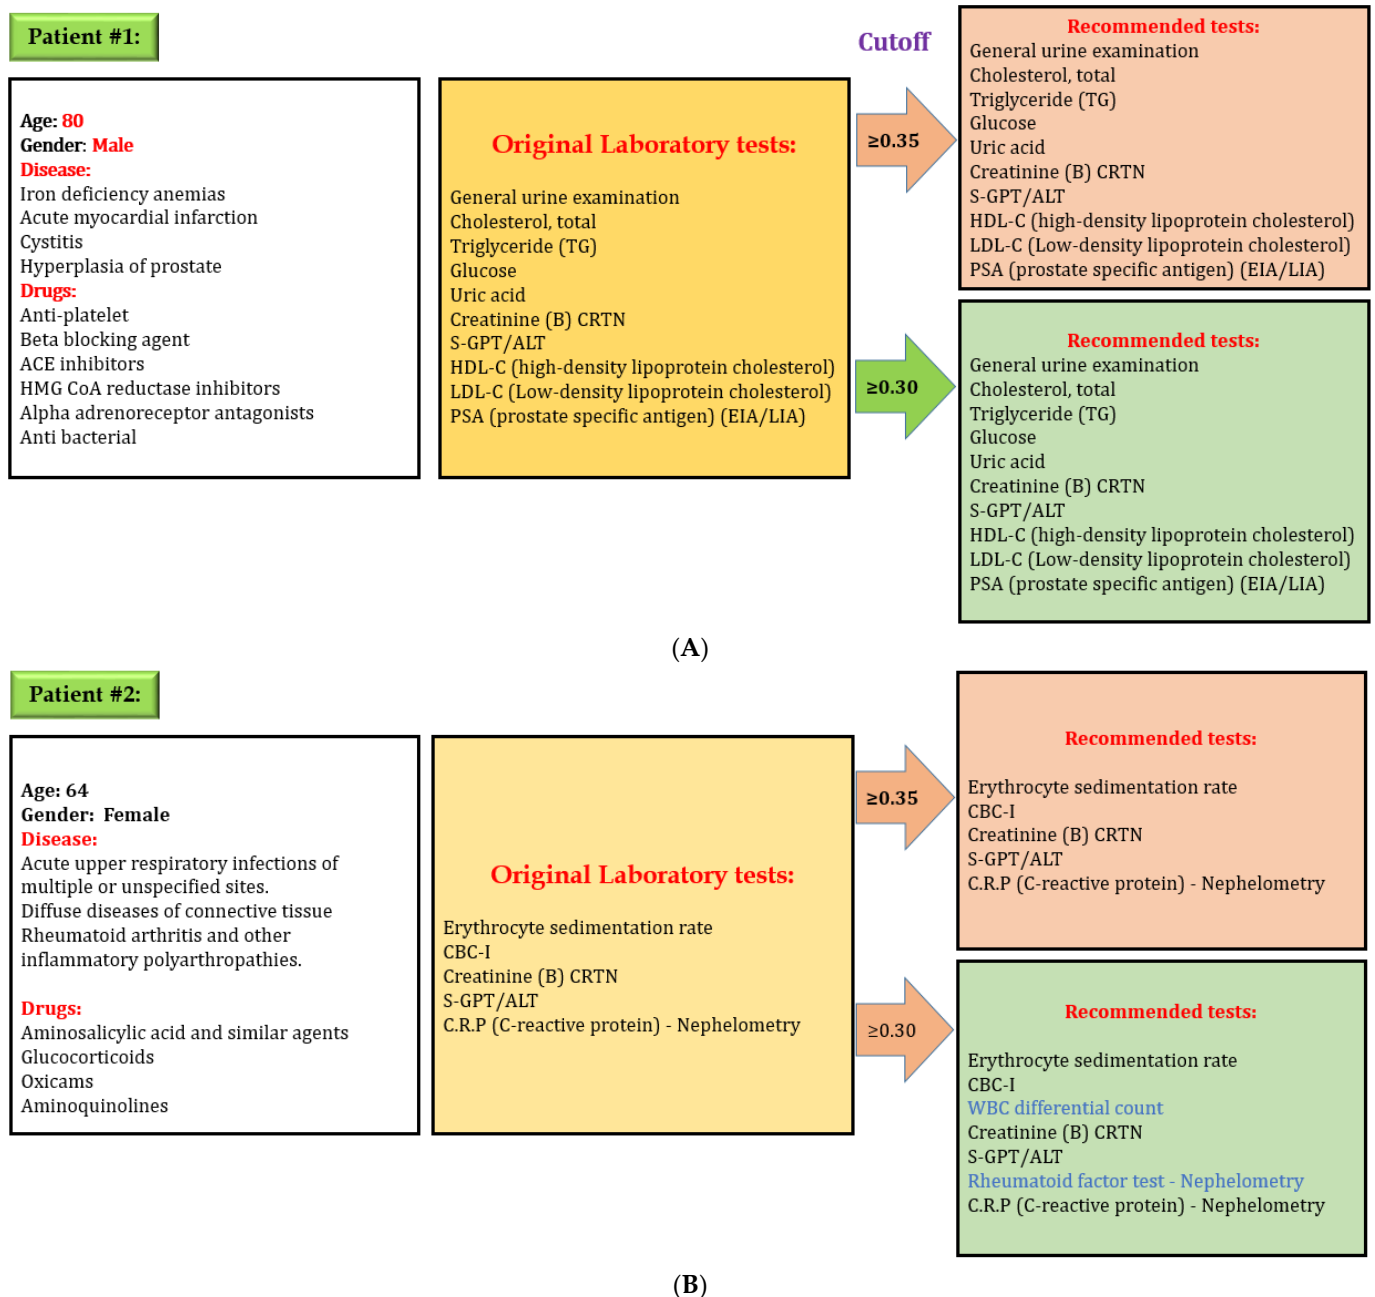 Patient #1:
Age: 80
Gender: Male
Disease:
Iron deficiency anemias
Acute myocardial infarction
Cystitis
Hyperplasia of prostate
Drugs:
Anti-platelet
Beta blocking agent
ACE inhibitors
HMG CoA reductase inhibitors
Alpha adrenoreceptor antagonists
Anti bacterial
Original Laboratory tests:
General urine examination
Cholesterol, total
Triglyceride (TG)
Glucose
Uric acid
Creatinine (B) CRTN
S-GPT/ALT
HDL-C (high-density lipoprotein cholesterol)
LDL-C (Low-density lipoprotein cholesterol)
PSA (prostate specific antigen) (EIA/LIA)
Cutoff
≥0.35
Recommended tests:
General urine examination
Cholesterol, total
Triglyceride (TG)
Glucose
Uric acid
Creatinine (B) CRTN
S-GPT/ALT
HDL-C (high-density lipoprotein cholesterol)
LDL-C (Low-density lipoprotein cholesterol)
PSA (prostate specific antigen) (EIA/LIA)
≥0.30
Recommended tests:
General urine examination
Cholesterol, total
Triglyceride (TG)
Glucose
Uric acid
Creatinine (B) CRTN
S-GPT/ALT
HDL-C (high-density lipoprotein cholesterol)
LDL-C (Low-density lipoprotein cholesterol)
PSA (prostate specific antigen) (EIA/LIA)
(A)
Patient #2:
Age: 64
Gender: Female
Disease:
Acute upper respiratory infections of
multiple or unspecified sites.
Diffuse diseases of connective tissue
Rheumatoid arthritis and other
inflammatory polyarthropathies.
Drugs:
Aminosalicylic acid and similar agents
Glucocorticoids
Oxicams
Aminoquinolines
Original Laboratory tests:
Erythrocyte sedimentation rate
CBC-I
Creatinine (B) CRTN
S-GPT/ALT
C.R.P (C-reactive protein) - Nephelometry
≥0.35
Recommended tests:
Erythrocyte sedimentation rate
CBC-I
Creatinine (B) CRTN
S-GPT/ALT
C.R.P (C-reactive protein) - Nephelometry
≥0.30
Recommended tests:
Erythrocyte sedimentation rate
CBC-I
WBC differential count
Creatinine (B) CRTN
S-GPT/ALT
Rheumatoid factor test - Nephelometry
C.R.P (C-reactive protein) - Nephelometry
(B)